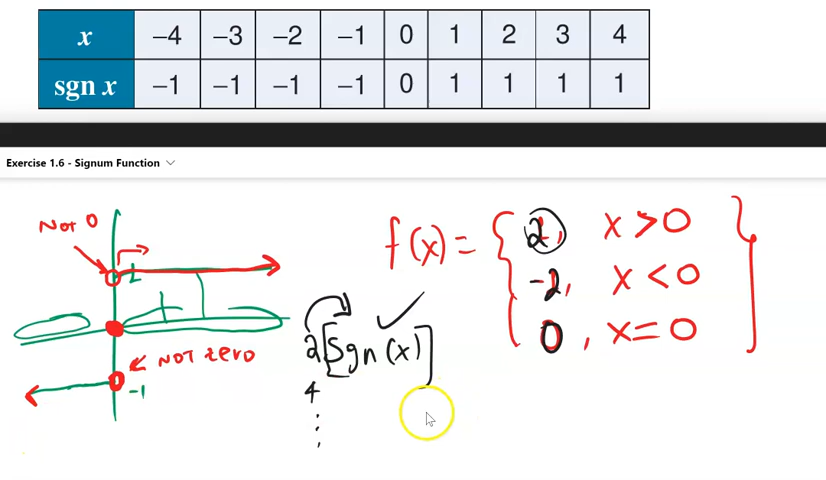 x −4 −3 −2 −1 0 1 2 3 4
sgn x −1 −1 −1 −1 0 1 1 1 1
Exercise 1.6 - Signum Function
Not 0
1
NOT zero
-1
f(x) = { 2, x > 0 }
-2, x < 0
0, x = 0
2[Sgn(x)]
4
⋮